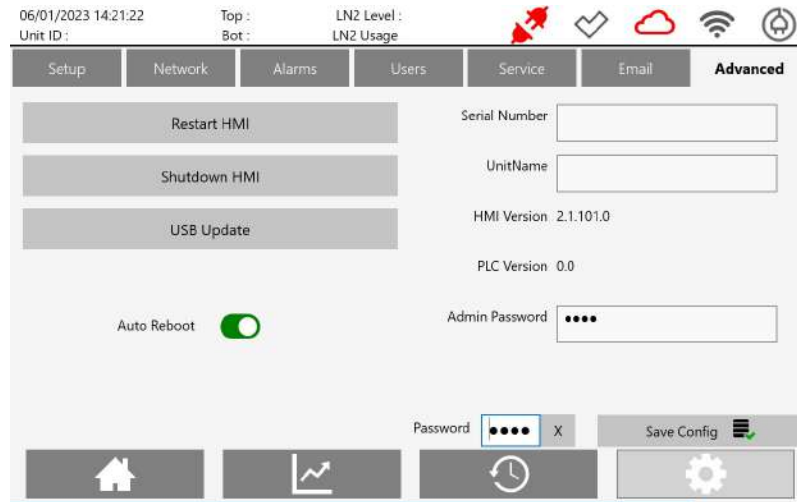 06/01/2023 14:21:22 Top : LN2 Level :
Unit ID : Bot : LN2 Usage
Setup Network Alarms Users Service Email Advanced
Restart HMI
Serial Number
Shutdown HMI
UnitName
USB Update
HMI Version 2.1.101.0
PLC Version 0.0
Auto Reboot
Admin Password ••••
Password •••• X Save Config